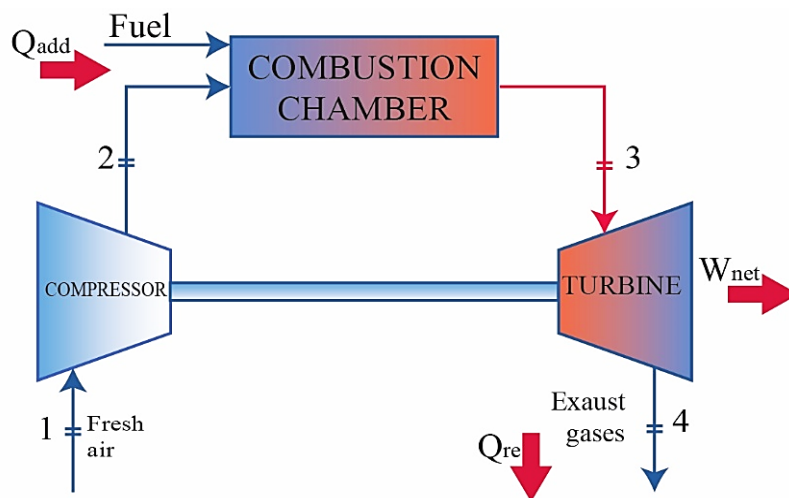 Fuel
Qadd
COMBUSTION
CHAMBER
2
3
COMPRESSOR
TURBINE
Wnet
1
Fresh
air
Exaust
gases
4
Qre